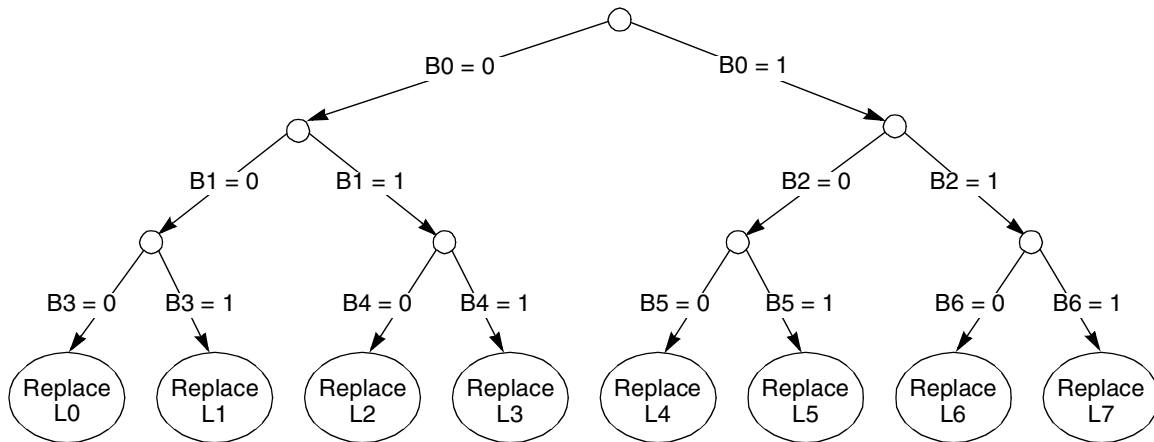 B0 = 0
B0 = 1
B1 = 0
B1 = 1
B2 = 0
B2 = 1
B3 = 0
B3 = 1
B4 = 0
B4 = 1
B5 = 0
B5 = 1
B6 = 0
B6 = 1
Replace
L0
Replace
L1
Replace
L2
Replace
L3
Replace
L4
Replace
L5
Replace
L6
Replace
L7